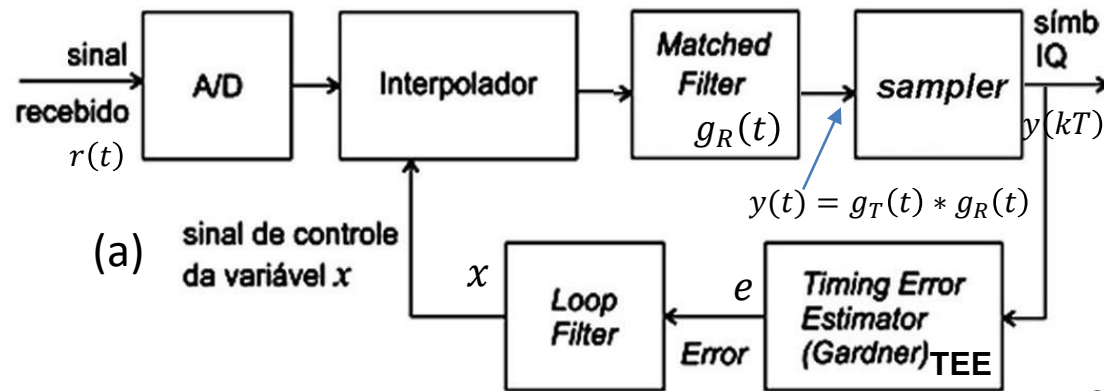 sinal
recebido
r(t)
A/D
Interpolador
Matched
Filter
g_R(t)
sampler
símb
IQ
y(kT)
y(t) = g_T(t) ∗ g_R(t)
(a)
sinal de controle
da variável x
x
Loop
Filter
e
Error
Timing Error
Estimator
(Gardner) TEE